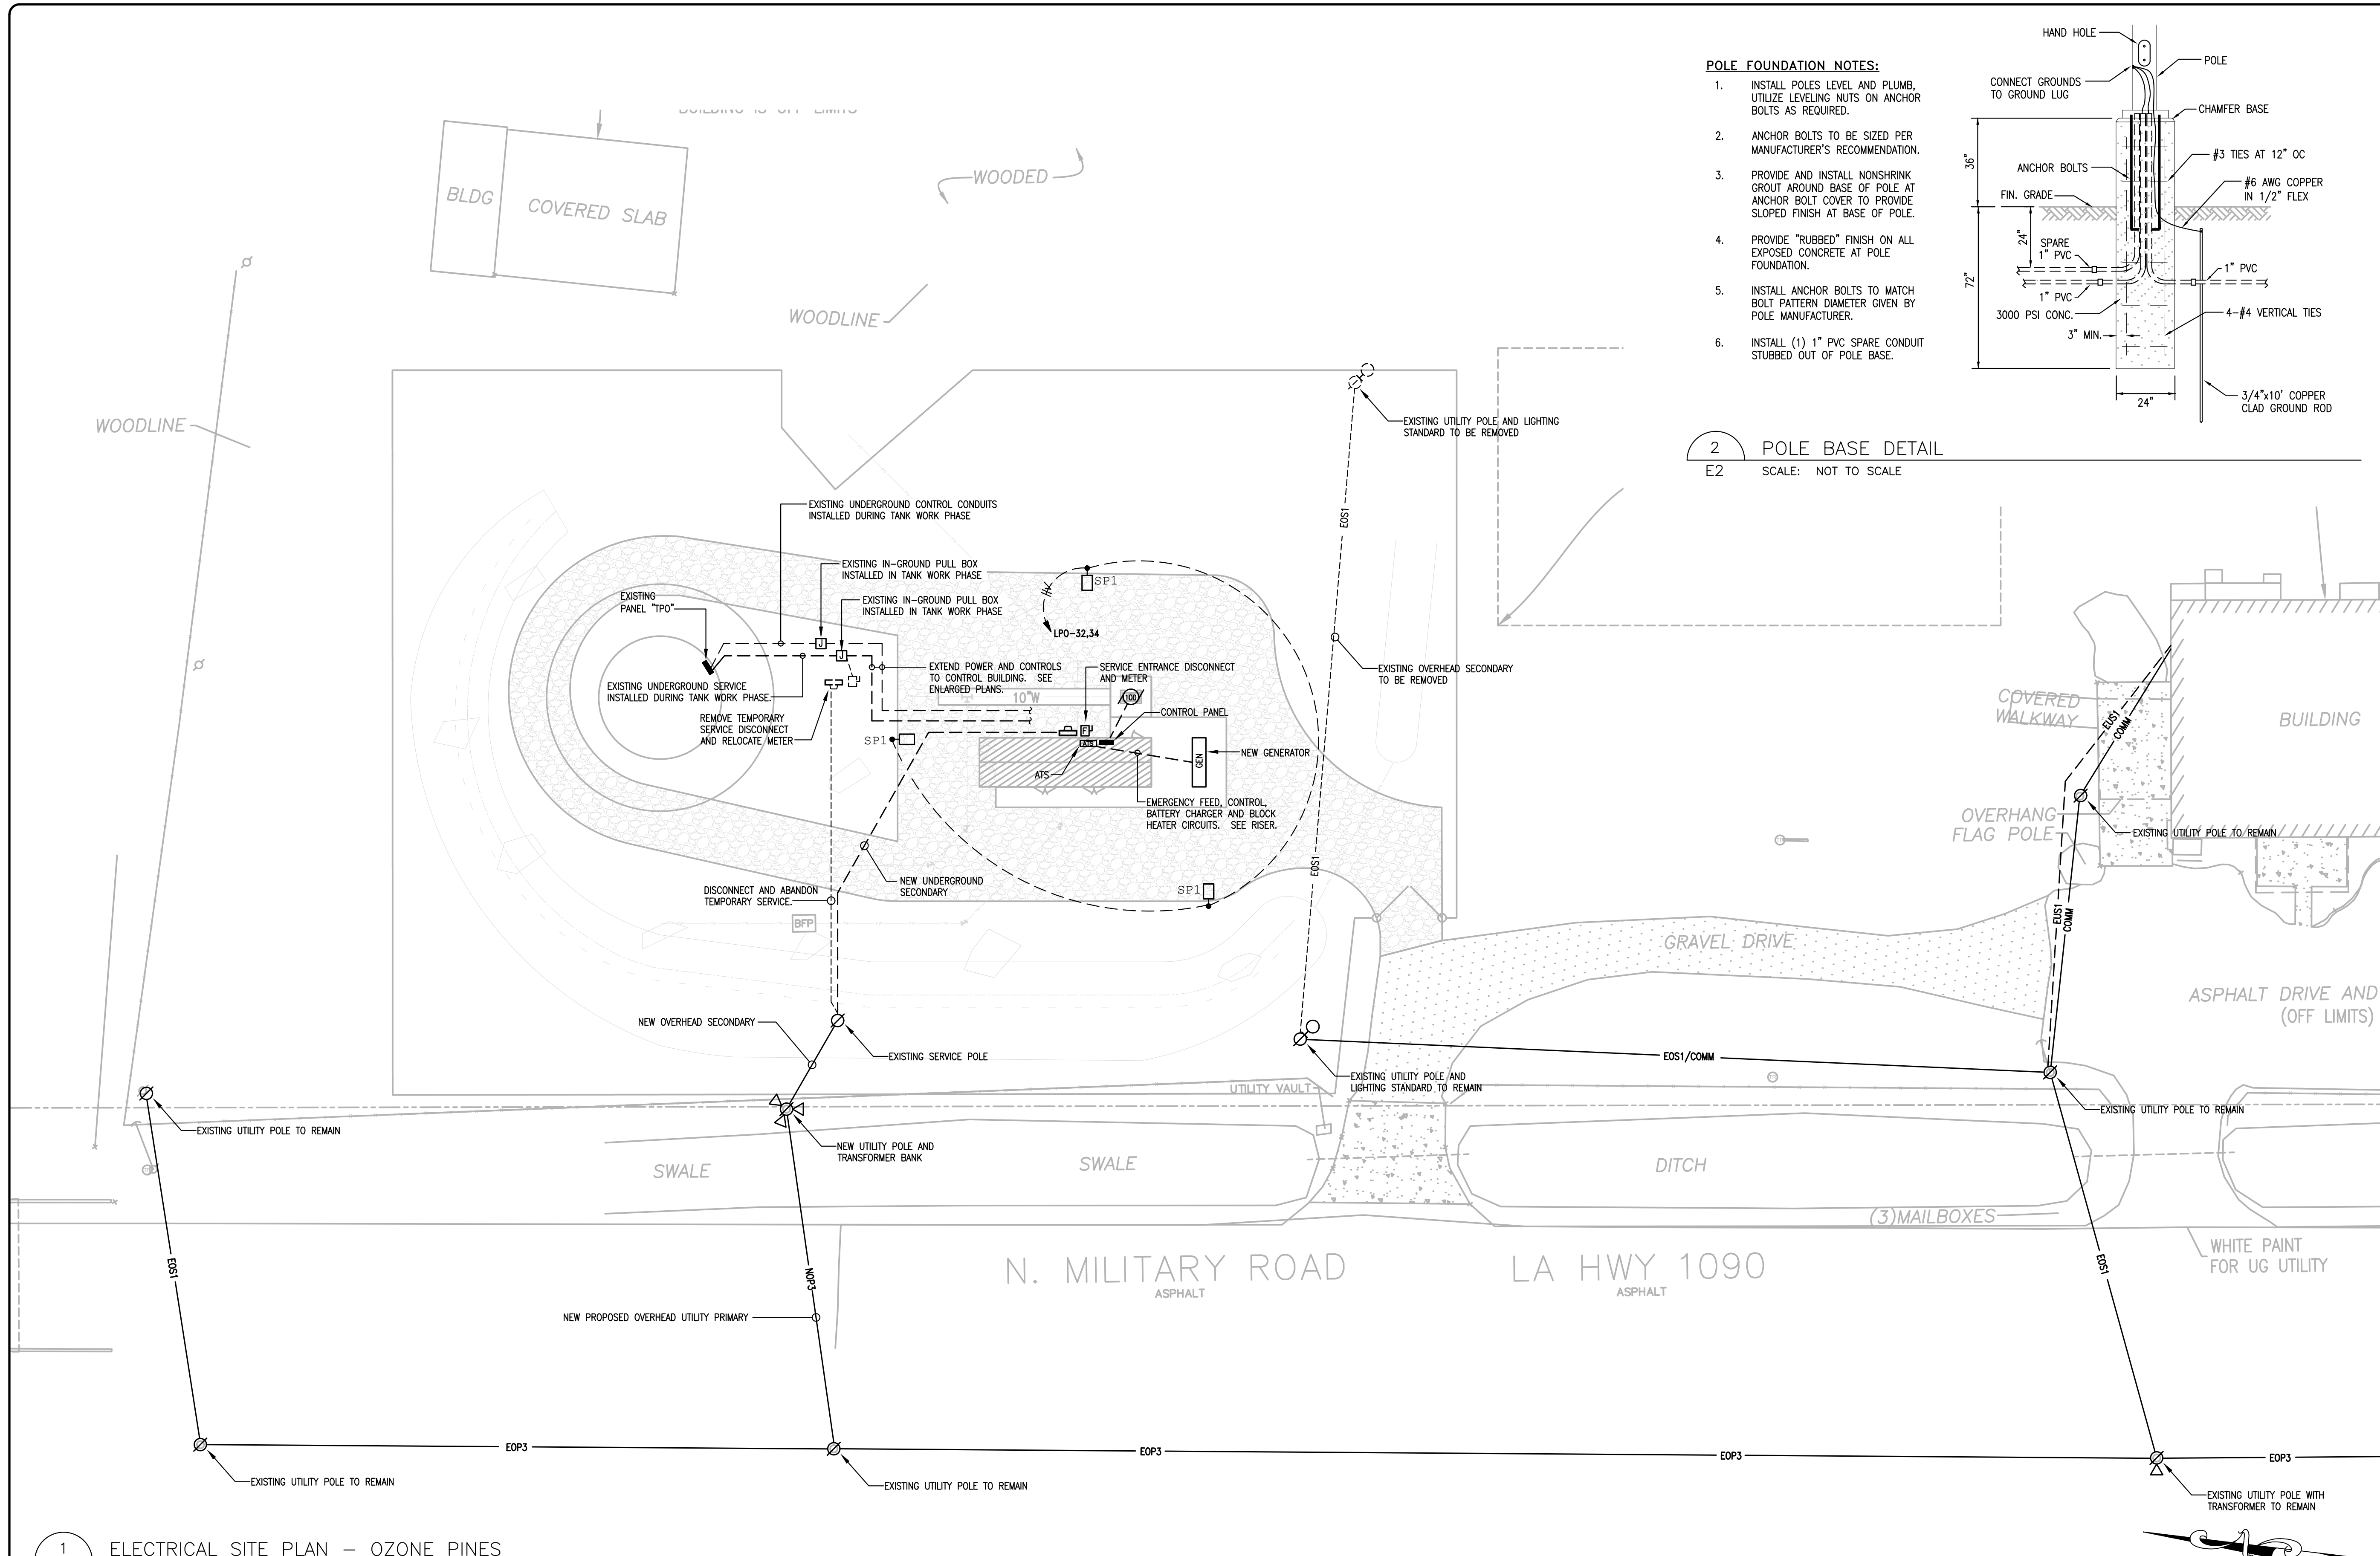 POLE FOUNDATION NOTES:
1. INSTALL POLES LEVEL AND PLUMB,
UTILIZE LEVELING NUTS ON ANCHOR
BOLTS AS REQUIRED.
2. ANCHOR BOLTS TO BE SIZED PER
MANUFACTURER'S RECOMMENDATION.
3. PROVIDE AND INSTALL NONSHRINK
GROUT AROUND BASE OF POLE AT
ANCHOR BOLT COVER TO PROVIDE
SLOPED FINISH AT BASE OF POLE.
4. PROVIDE "RUBBED" FINISH ON ALL
EXPOSED CONCRETE AT POLE
FOUNDATION.
5. INSTALL ANCHOR BOLTS TO MATCH
BOLT PATTERN DIAMETER GIVEN BY
POLE MANUFACTURER.
6. INSTALL (1) 1" PVC SPARE CONDUIT
STUBBED OUT OF POLE BASE.
HAND HOLE
POLE
CONNECT GROUNDS
TO GROUND LUG
CHAMFER BASE
36"
ANCHOR BOLTS
#3 TIES AT 12" OC
#6 AWG COPPER
IN 1/2" FLEX
FIN. GRADE
24"
SPARE
1" PVC
1" PVC
72"
1" PVC
3000 PSI CONC.
4-#4 VERTICAL TIES
3" MIN.
24"
3/4"x10' COPPER
CLAD GROUND ROD
2
E2
POLE BASE DETAIL
SCALE: NOT TO SCALE
BUILDING IS OFF LIMITS
BLDG
COVERED SLAB
WOODED
WOODLINE
WOODLINE
EXISTING UTILITY POLE AND LIGHTING
STANDARD TO BE REMOVED
EXISTING UNDERGROUND CONTROL CONDUITS
INSTALLED DURING TANK WORK PHASE
EOS1
EXISTING IN-GROUND PULL BOX
INSTALLED IN TANK WORK PHASE
EXISTING IN-GROUND PULL BOX
INSTALLED IN TANK WORK PHASE
EXISTING
PANEL "TPO"
SP1
LPO-32,34
J
J
EXTEND POWER AND CONTROLS
TO CONTROL BUILDING. SEE
ENLARGED PLANS.
SERVICE ENTRANCE DISCONNECT
AND METER
EXISTING OVERHEAD SECONDARY
TO BE REMOVED
EXISTING UNDERGROUND SERVICE
INSTALLED DURING TANK WORK PHASE.
10"W
100
REMOVE TEMPORARY
SERVICE DISCONNECT
AND RELOCATE METER
CONTROL PANEL
SP1
F
ATS
ATS
GEN
NEW GENERATOR
EMERGENCY FEED, CONTROL,
BATTERY CHARGER AND BLOCK
HEATER CIRCUITS. SEE RISER.
NEW UNDERGROUND
SECONDARY
DISCONNECT AND ABANDON
TEMPORARY SERVICE.
BFP
SP1
EOS1
COVERED
WALKWAY
EUS1
COMM
BUILDING
OVERHANG
FLAG POLE
EXISTING UTILITY POLE TO REMAIN
EUS1
COMM
GRAVEL DRIVE
ASPHALT DRIVE AND
(OFF LIMITS)
NEW OVERHEAD SECONDARY
EXISTING SERVICE POLE
EOS1/COMM
EXISTING UTILITY POLE AND
LIGHTING STANDARD TO REMAIN
UTILITY VAULT
EXISTING UTILITY POLE TO REMAIN
EXISTING UTILITY POLE TO REMAIN
NEW UTILITY POLE AND
TRANSFORMER BANK
SWALE
SWALE
DITCH
(3)MAILBOXES
WHITE PAINT
FOR UG UTILITY
EOS1
NOP3
EOS1
N. MILITARY ROAD
ASPHALT
LA HWY 1090
ASPHALT
NEW PROPOSED OVERHEAD UTILITY PRIMARY
EOP3
EOP3
EOP3
EOP3
EXISTING UTILITY POLE TO REMAIN
EXISTING UTILITY POLE TO REMAIN
EXISTING UTILITY POLE WITH
TRANSFORMER TO REMAIN
1
ELECTRICAL SITE PLAN - OZONE PINES